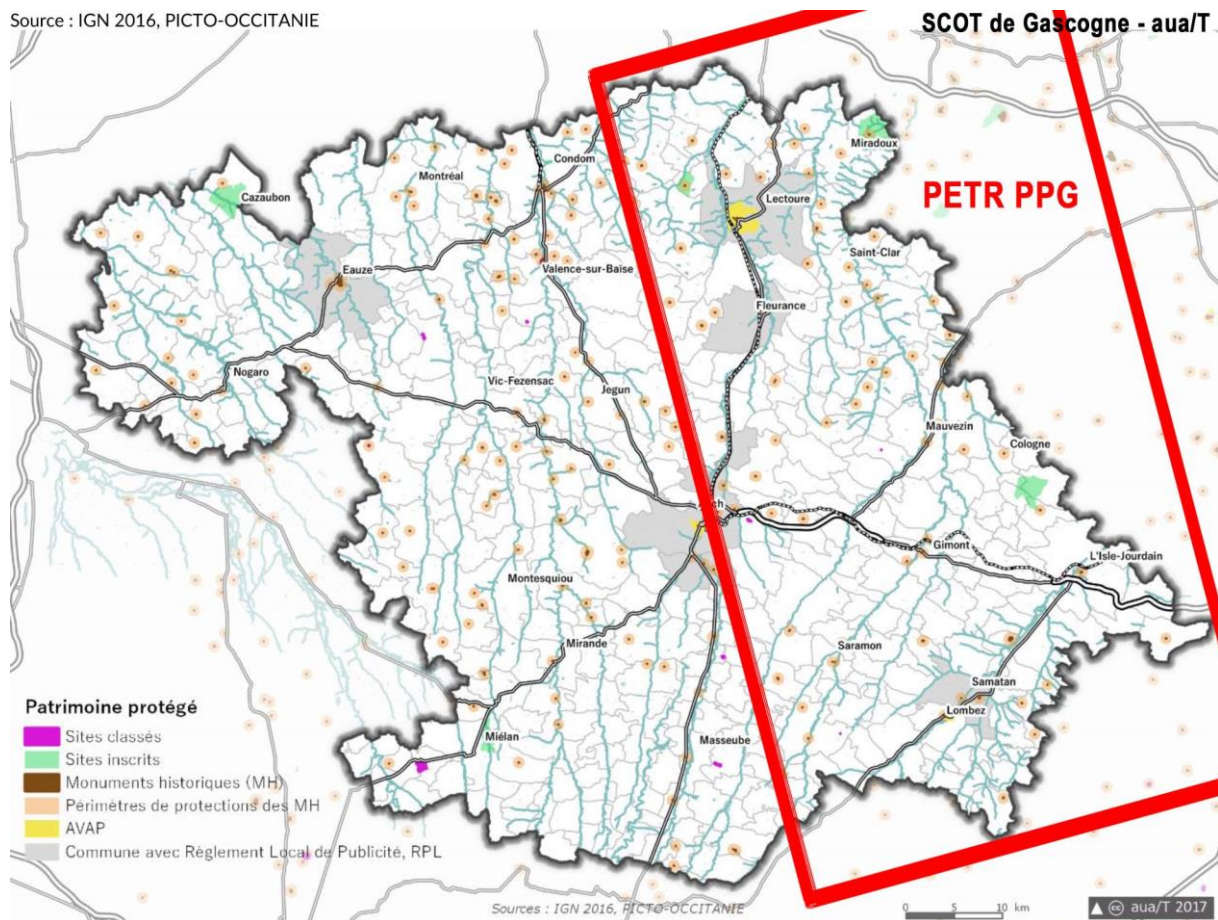 Source : IGN 2016, PICTO-OCCITANIE
SCOT de Gascogne - aua/T
PETR PPG
Miradoux
Condom
Montréal
Lectoure
Cazaubon
Saint-Clar
Eauze
Valence-sur-Baïse
Fleurance
Nogaro
Vic-Fezensac
Jegun
Mauvezin
Cologne
Gimont
L'Isle-Jourdain
Montesquiou
Mirande
Saramon
Samatan
Lombez
Miélan
Masseube
Patrimoine protégé
Sites classés
Sites inscrits
Monuments historiques (MH)
Périmètres de protections des MH
AVAP
Commune avec Règlement Local de Publicité, RPL
Sources : IGN 2016, PICTO-OCCITANIE
0 5 10 km
cc aua/T 2017